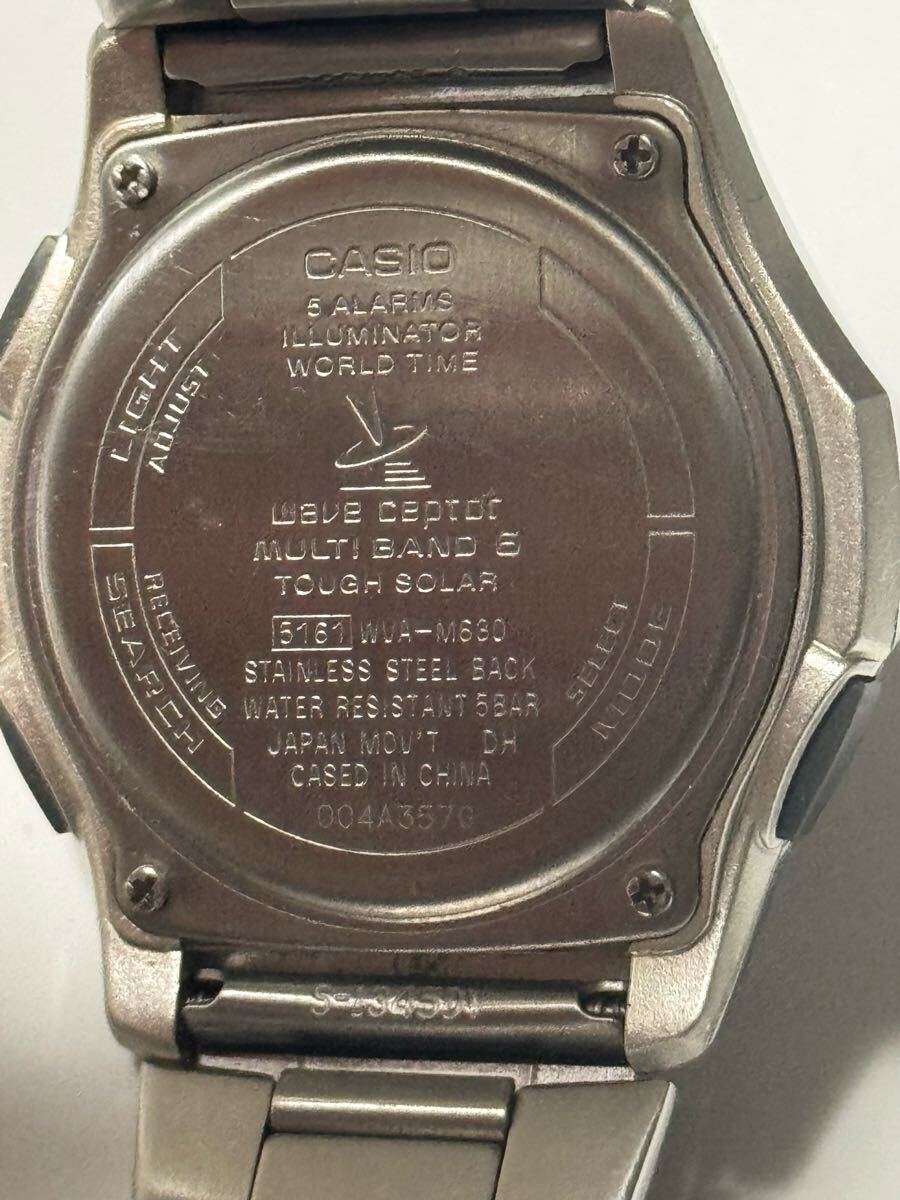 CASIO
5 ALARMS
ILLUMINATOR
WORLD TIME
LIGHT
ADJUST
wave ceptor
MULTI BAND 6
TOUGH SOLAR
5161 WVA-M630
STAINLESS STEEL BACK
WATER RESISTANT 5BAR
JAPAN MOV'T DH
CASED IN CHINA
004A3570
RECEIVING
SEARCH
SELECT
MODE